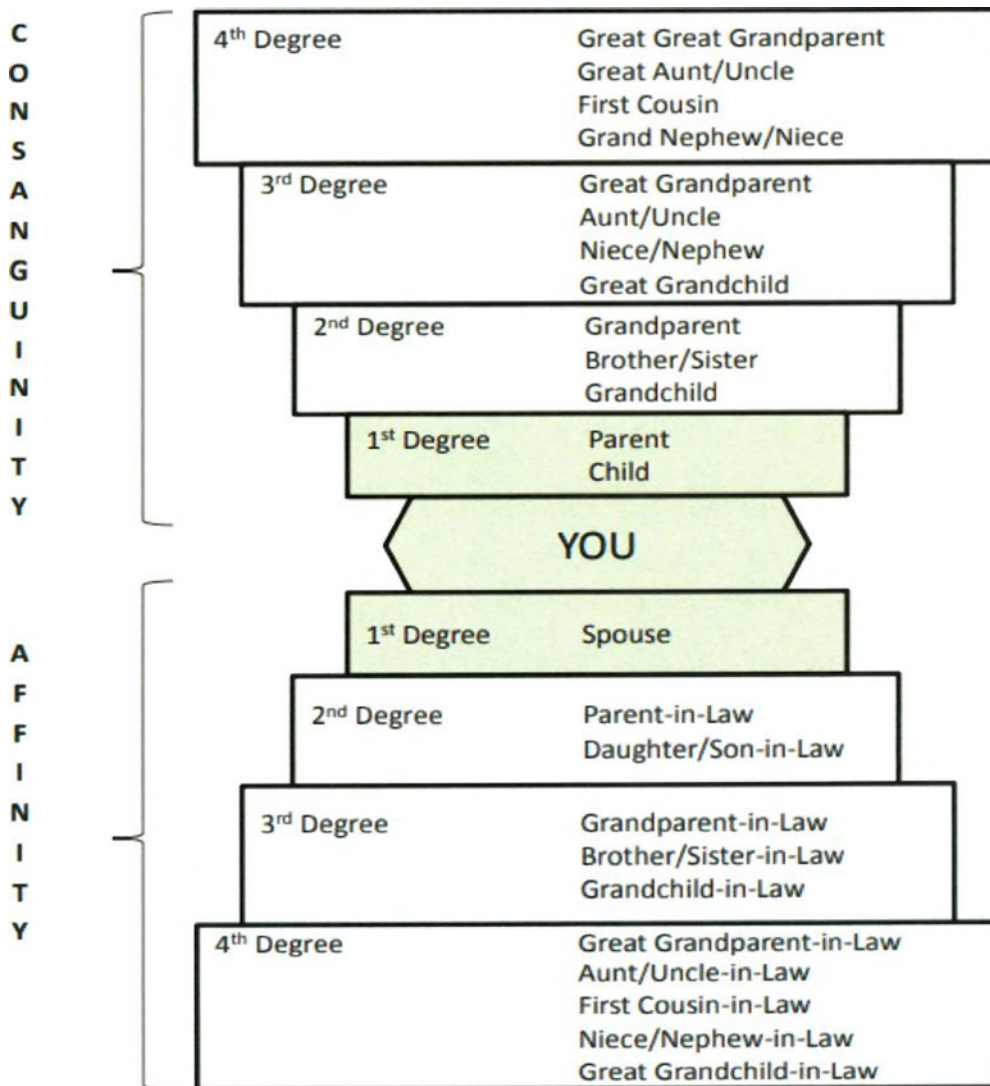 CONSANGUINITY
4th Degree Great Great Grandparent
Great Aunt/Uncle
First Cousin
Grand Nephew/Niece
3rd Degree Great Grandparent
Aunt/Uncle
Niece/Nephew
Great Grandchild
2nd Degree Grandparent
Brother/Sister
Grandchild
1st Degree Parent
Child
YOU
AFFINITY
1st Degree Spouse
2nd Degree Parent-in-Law
Daughter/Son-in-Law
3rd Degree Grandparent-in-Law
Brother/Sister-in-Law
Grandchild-in-Law
4th Degree Great Grandparent-in-Law
Aunt/Uncle-in-Law
First Cousin-in-Law
Niece/Nephew-in-Law
Great Grandchild-in-Law